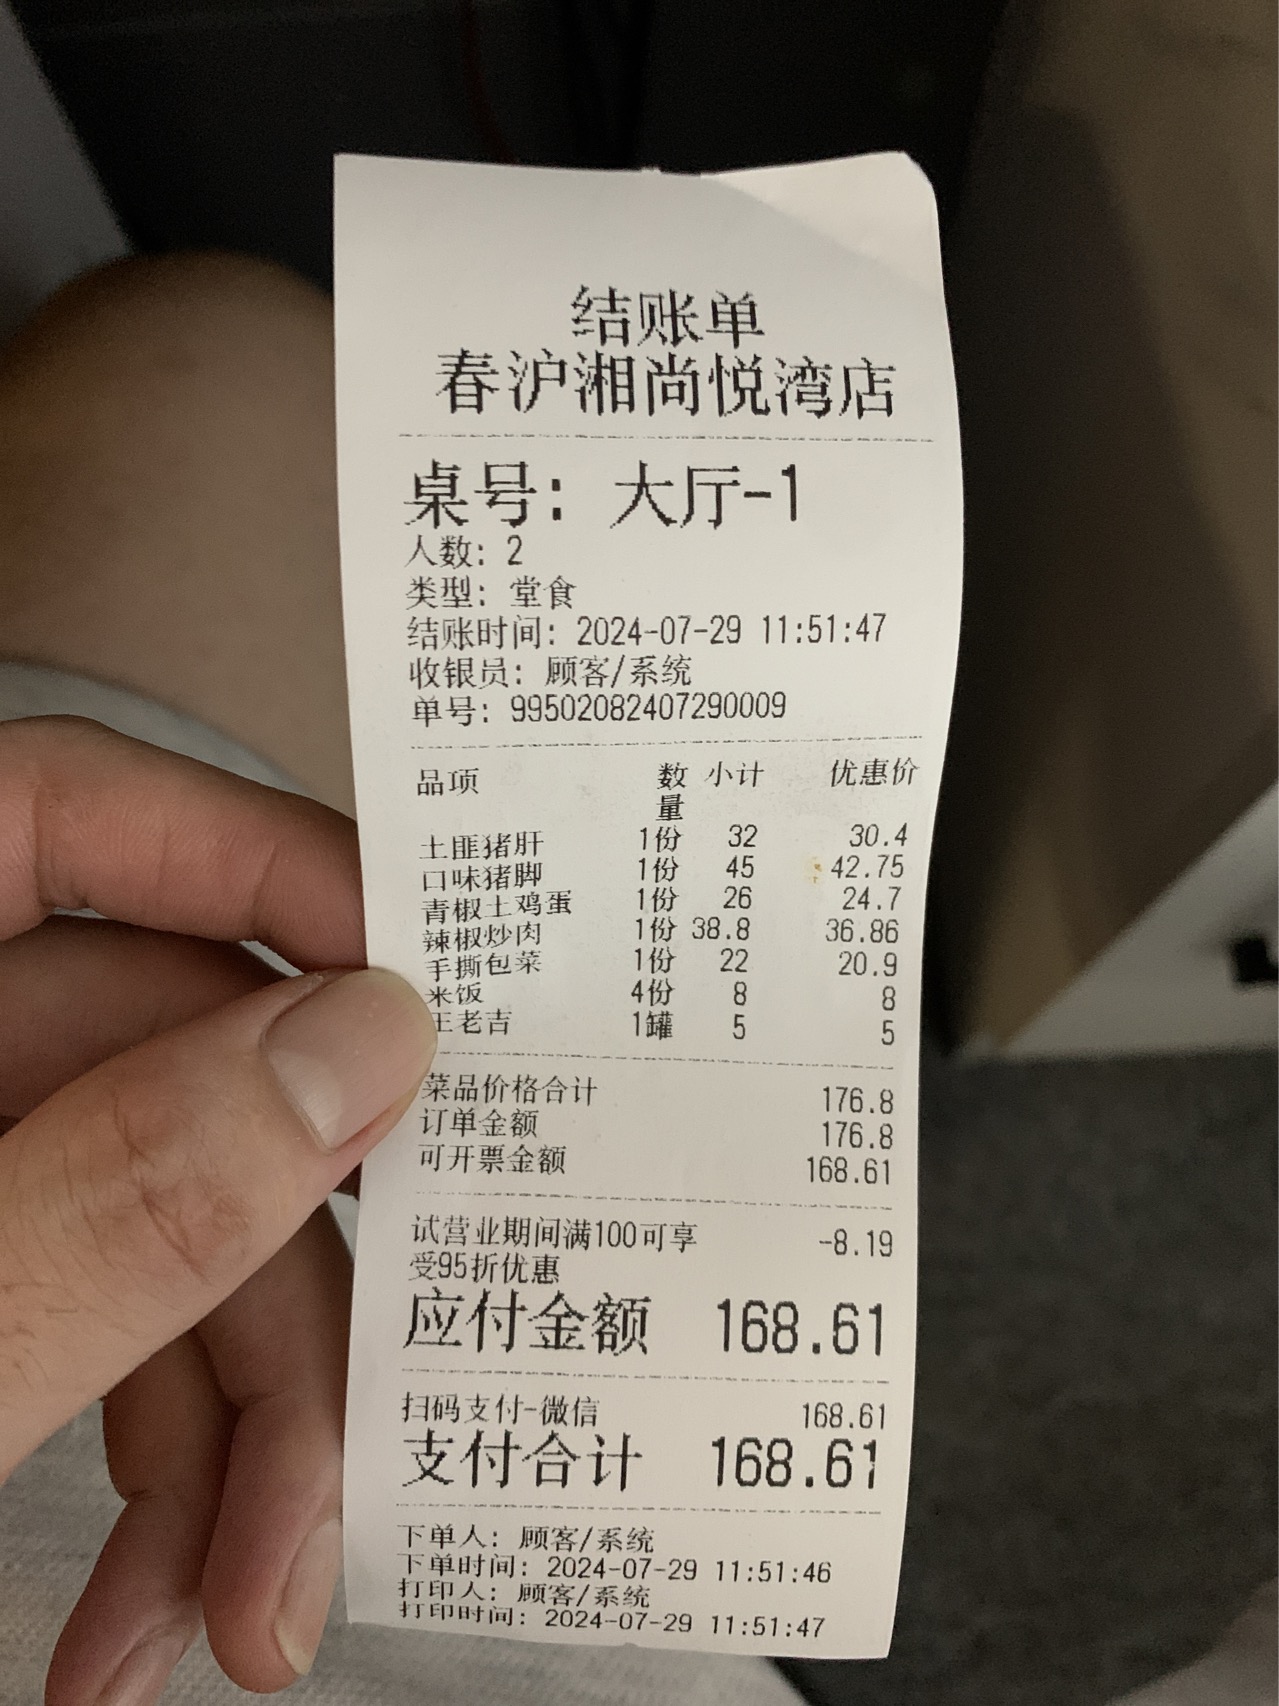 结账单
春沪湘尚悦湾店
桌号: 大厅-1
人数: 2
类型: 堂食
结账时间: 2024-07-29 11:51:47
收银员: 顾客/系统
单号: 99502082407290009
品项 数量 小计 优惠价
土匪猪肝 1份 32 30.4
口味猪脚 1份 45 42.75
青椒土鸡蛋 1份 26 24.7
辣椒炒肉 1份 38.8 36.86
手撕包菜 1份 22 20.9
米饭 4份 8 8
王老吉 1罐 5 5
菜品价格合计 176.8
订单金额 176.8
可开票金额 168.61
试营业期间满100可享 -8.19
受95折优惠
应付金额 168.61
扫码支付-微信 168.61
支付合计 168.61
下单人: 顾客/系统
下单时间: 2024-07-29 11:51:46
打印人: 顾客/系统
打印时间: 2024-07-29 11:51:47